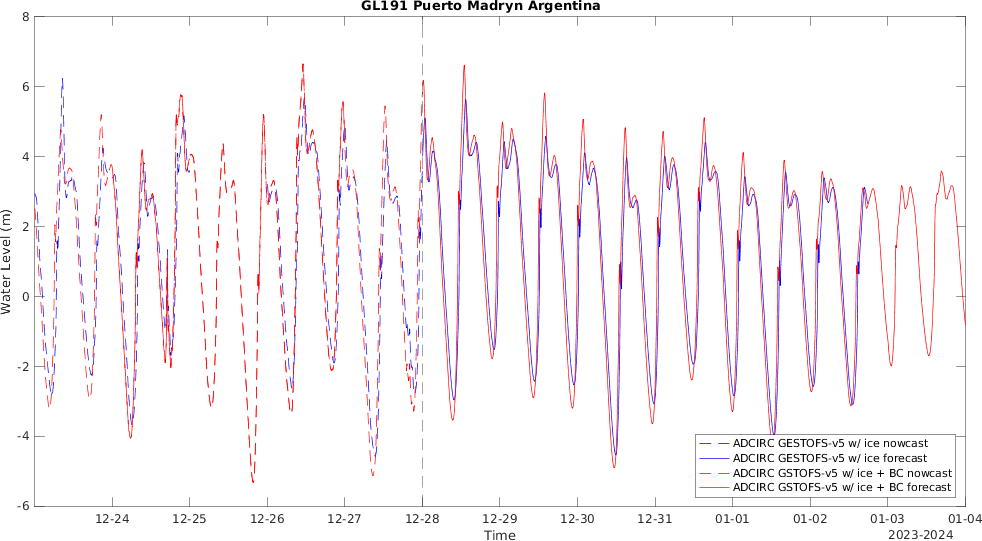 GL191 Puerto Madryn Argentina
8
6
4
2
0
-2
-4
-6
Water Level (m)
ADCIRC GESTOFS-v5 w/ ice nowcast
ADCIRC GESTOFS-v5 w/ ice forecast
ADCIRC GSTOFS-v5 w/ ice + BC nowcast
ADCIRC GSTOFS-v5 w/ ice + BC forecast
12-24 12-25 12-26 12-27 12-28 12-29 12-30 12-31 01-01 01-02 01-03 01-04
Time
2023-2024